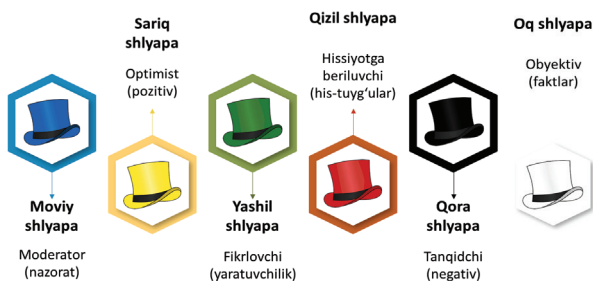 Sariq
shlyapa
Optimist
(pozitiv)
Qizil shlyapa
Hissiyotga
beriluvchi
(his-tuyg‘ular)
Oq shlyapa
Obyektiv
(faktlar)
Moviy
shlyapa
Moderator
(nazorat)
Yashil
shlyapa
Fikrlovchi
(yaratuvchilik)
Qora
shlyapa
Tanqidchi
(negativ)